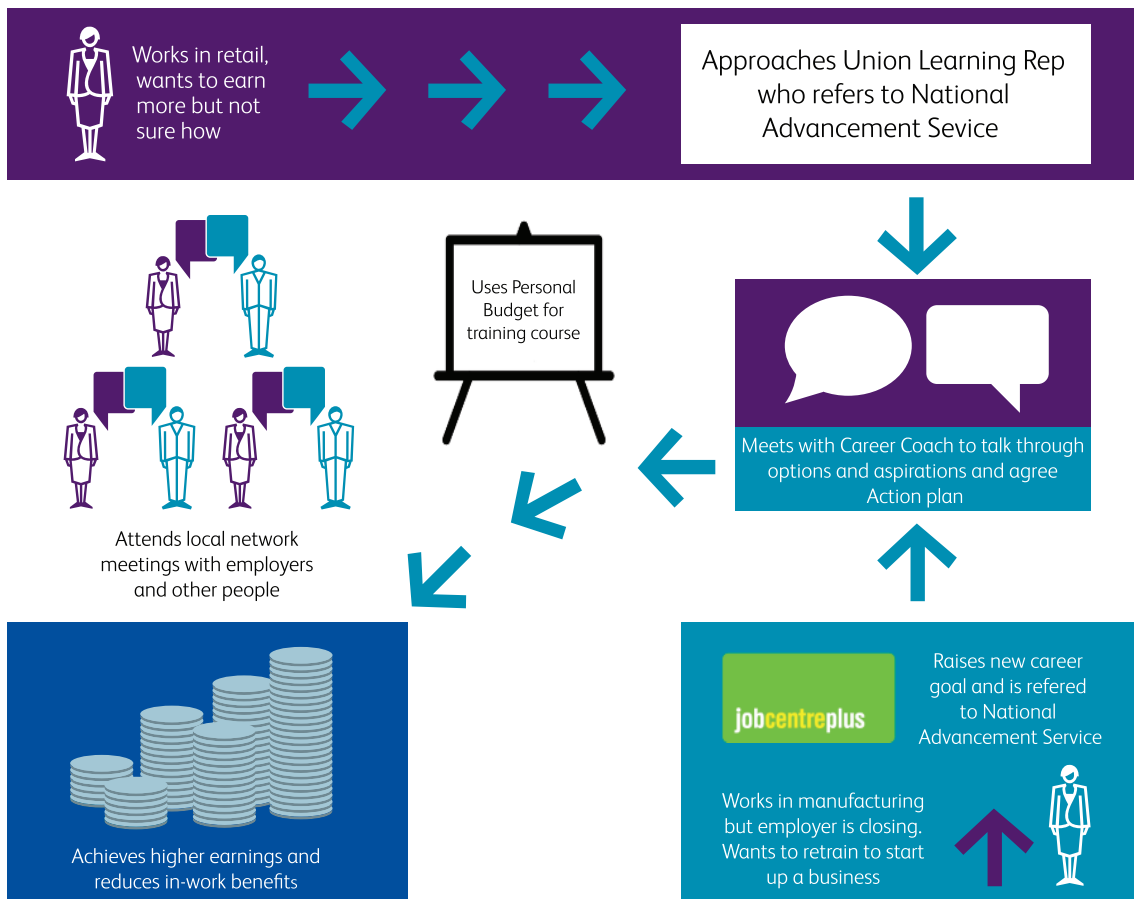 Works in retail,
wants to earn
more but not
sure how
Approaches Union Learning Rep
who refers to National
Advancement Sevice
Meets with Career Coach to talk through
options and aspirations and agree
Action plan
Uses Personal
Budget for
training course
Attends local network
meetings with employers
and other people
Achieves higher earnings and
reduces in-work benefits
jobcentreplus
Raises new career
goal and is refered
to National
Advancement Service
Works in manufacturing
but employer is closing.
Wants to retrain to start
up a business